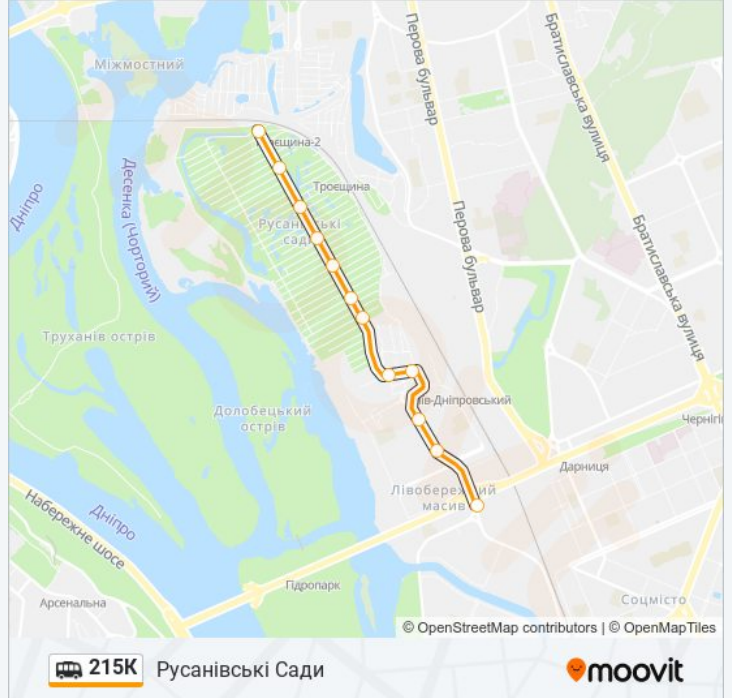 Міжмостний
Перова бульвар
Братиславська вулиця
Дніпро
Десенка (Чорторий)
Троєщина-2
Троєщина
Русанівські
сади
Перова бульвар
Братиславська вулиця
Труханів острів
Долобецький
острів
ів-Дніпровський
Дарниця
Лівобережний
масив
Набережне шосе
Дніпро
Гідропарк
Арсенальна
Соцмісто
© OpenStreetMap contributors | © OpenMapTiles
215К Русанівські Сади
moovit